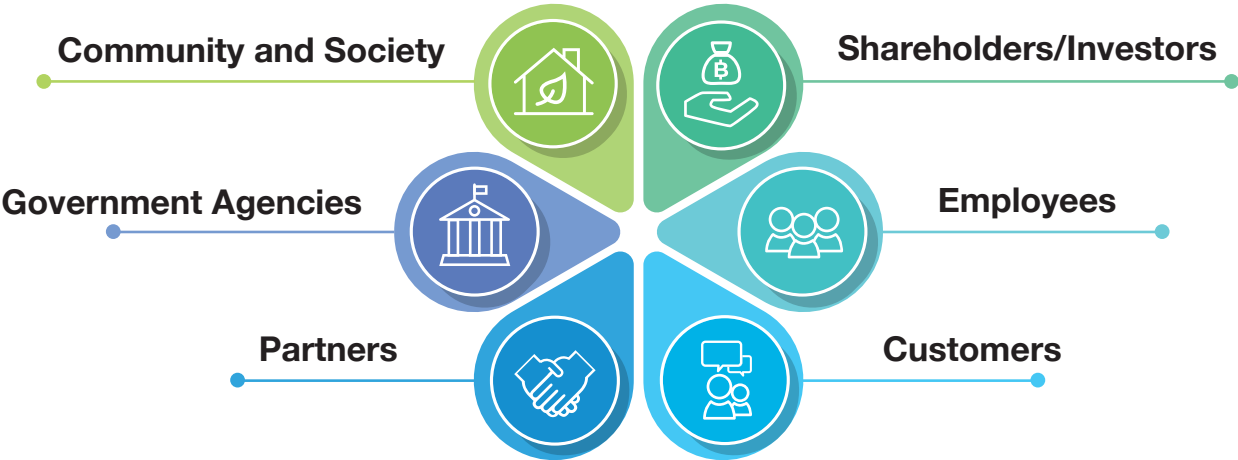 Community and Society
Shareholders/Investors
฿
Government Agencies
Employees
Partners
Customers